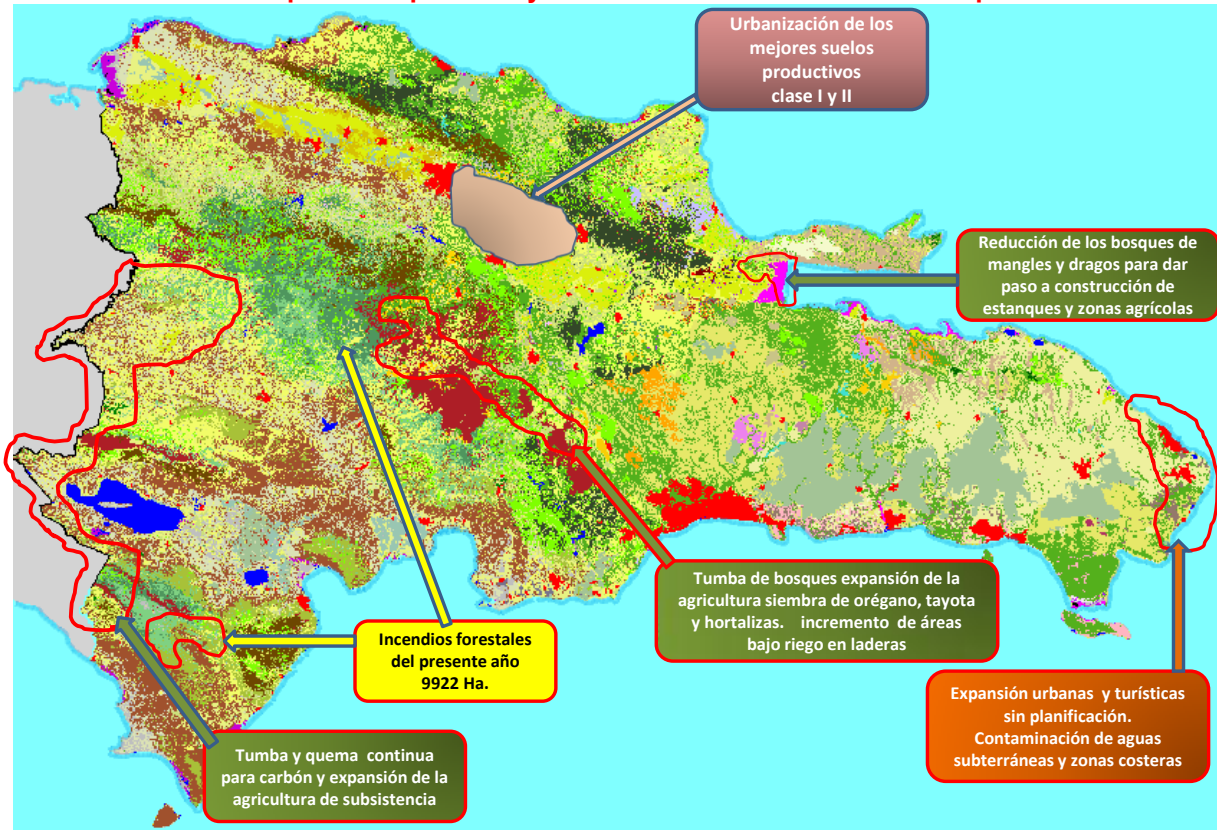 Urbanización de los
mejores suelos
productivos
clase I y II
Reducción de los bosques de
mangles y dragos para dar
paso a construcción de
estanques y zonas agrícolas
Tumba de bosques expansión de la
agricultura siembra de orégano, tayota
y hortalizas. incremento de áreas
bajo riego en laderas
Incendios forestales
del presente año
9922 Ha.
Expansión urbanas y turísticas
sin planificación.
Contaminación de aguas
subterráneas y zonas costeras
Tumba y quema continua
para carbón y expansión de la
agricultura de subsistencia